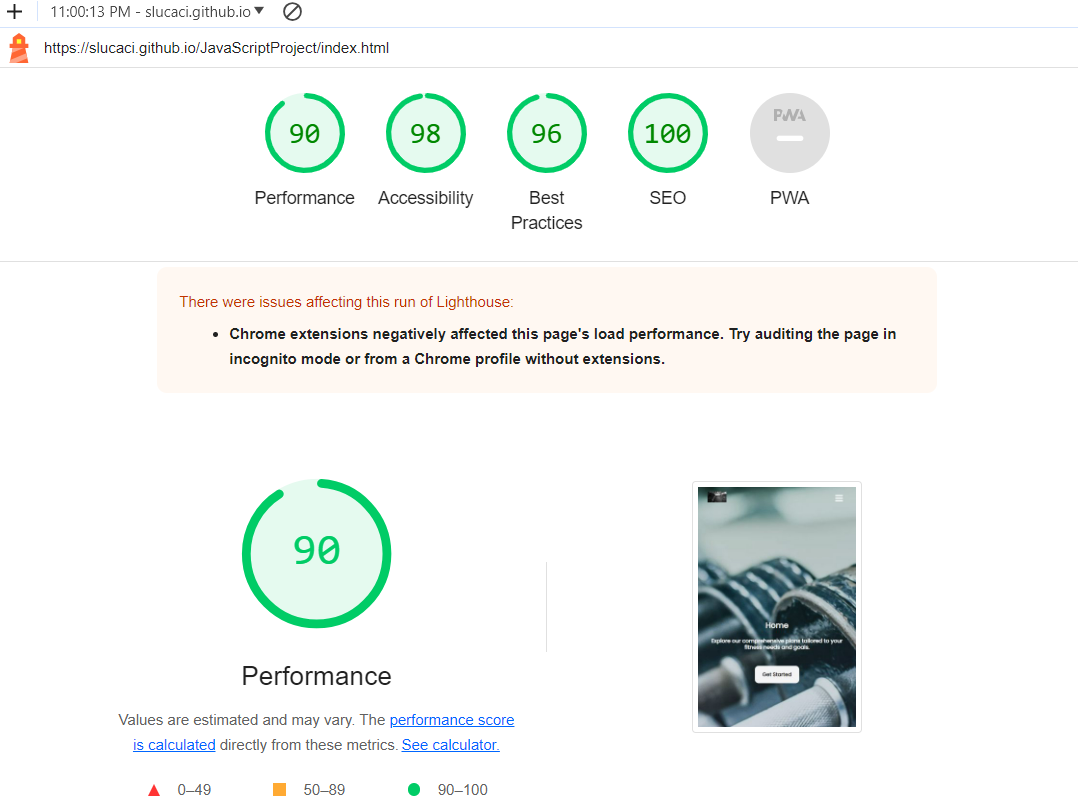 11:00:13 PM - slucaci.github.io
https://slucaci.github.io/JavaScriptProject/index.html
90
98
96
100
PWA
Performance
Accessibility
Best
Practices
SEO
PWA
There were issues affecting this run of Lighthouse:
Chrome extensions negatively affected this page's load performance. Try auditing the page in
incognito mode or from a Chrome profile without extensions.
90
Performance
Values are estimated and may vary. The performance score
is calculated directly from these metrics. See calculator.
0–49
50–89
90–100
Home
Explore our comprehensive plans tailored to your
fitness needs and goals.
Get Started